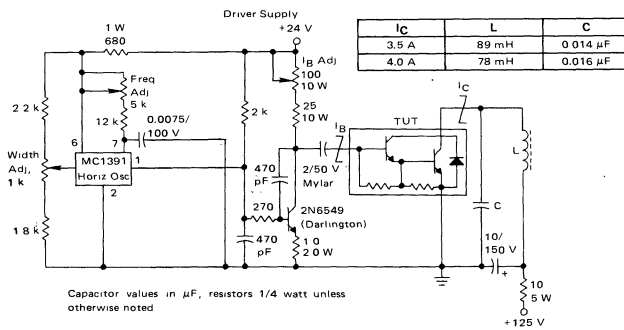 Driver Supply
+24 V
1 W
680
IC L C
3.5 A 89 mH 0 014 μF
4.0 A 78 mH 0.016 μF
IB Adj
100
10 W
Freq
Adj
5 k
2 2 k
12 k
0.0075/
100 V
2 k
25
10 W
IC
IB
TUT
6
7
MC1391
Horiz Osc
1
2
Width
Adj,
1 k
470
pF
2/50 V
Mylar
L
270
2N6549
(Darlington)
C
1 8 k
470
pF
1 0
2 0 W
10/
150 V
+
10
5 W
+125 V
Capacitor values in μF, resistors 1/4 watt unless
otherwise noted